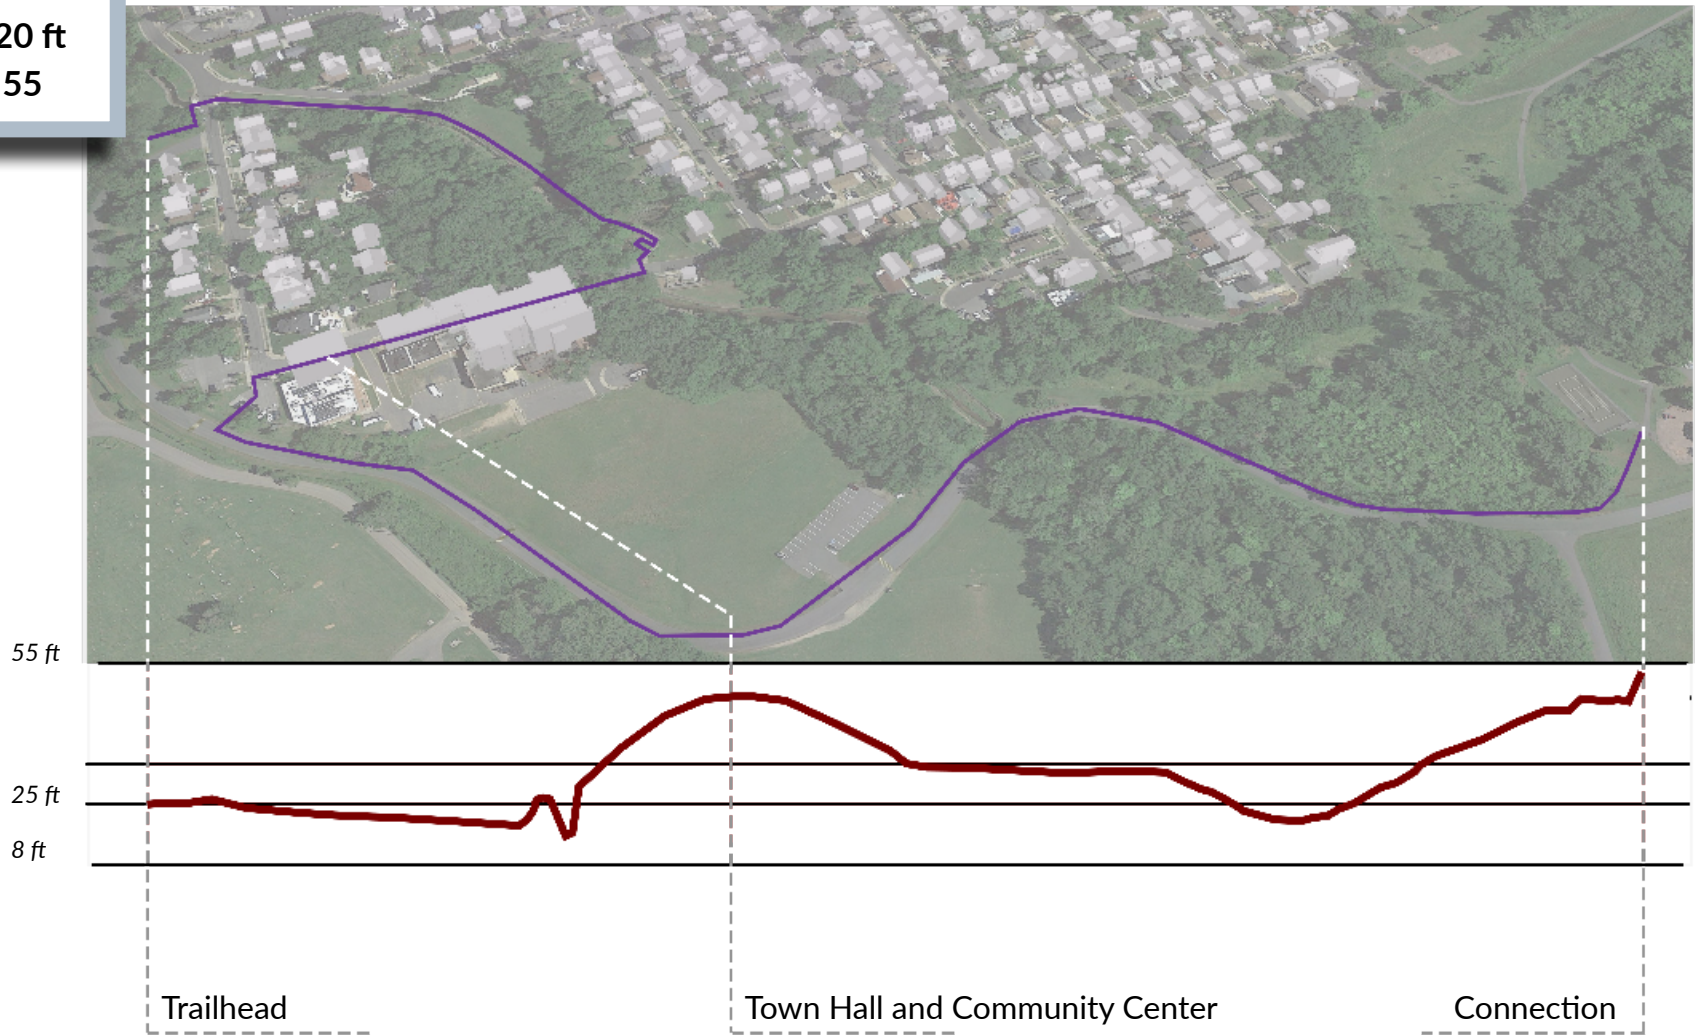 20 ft
55
55 ft
25 ft
8 ft
Trailhead
Town Hall and Community Center
Connection